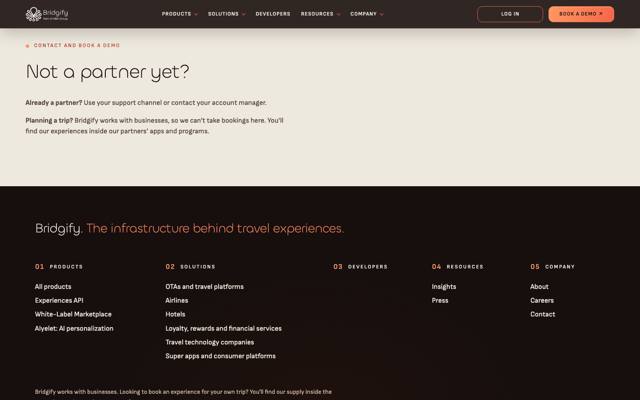 Bridgify
PRODUCTS
SOLUTIONS
DEVELOPERS
RESOURCES
COMPANY
LOG IN
BOOK A DEMO ↗
CONTACT AND BOOK A DEMO
Not a partner yet?
Already a partner? Use your support channel or contact your account manager.
Planning a trip? Bridgify works with businesses, so we can't take bookings here. You'll
find our experiences inside our partners' apps and programs.
Bridgify. The infrastructure behind travel experiences.
01 PRODUCTS
All products
Experiences API
White-Label Marketplace
Aiyelet: AI personalization
02 SOLUTIONS
OTAs and travel platforms
Airlines
Hotels
Loyalty, rewards and financial services
Travel technology companies
Super apps and consumer platforms
03 DEVELOPERS
04 RESOURCES
Insights
Press
05 COMPANY
About
Careers
Contact
Bridgify works with businesses. Looking to book an experience for your own trip? You'll find our supply inside the